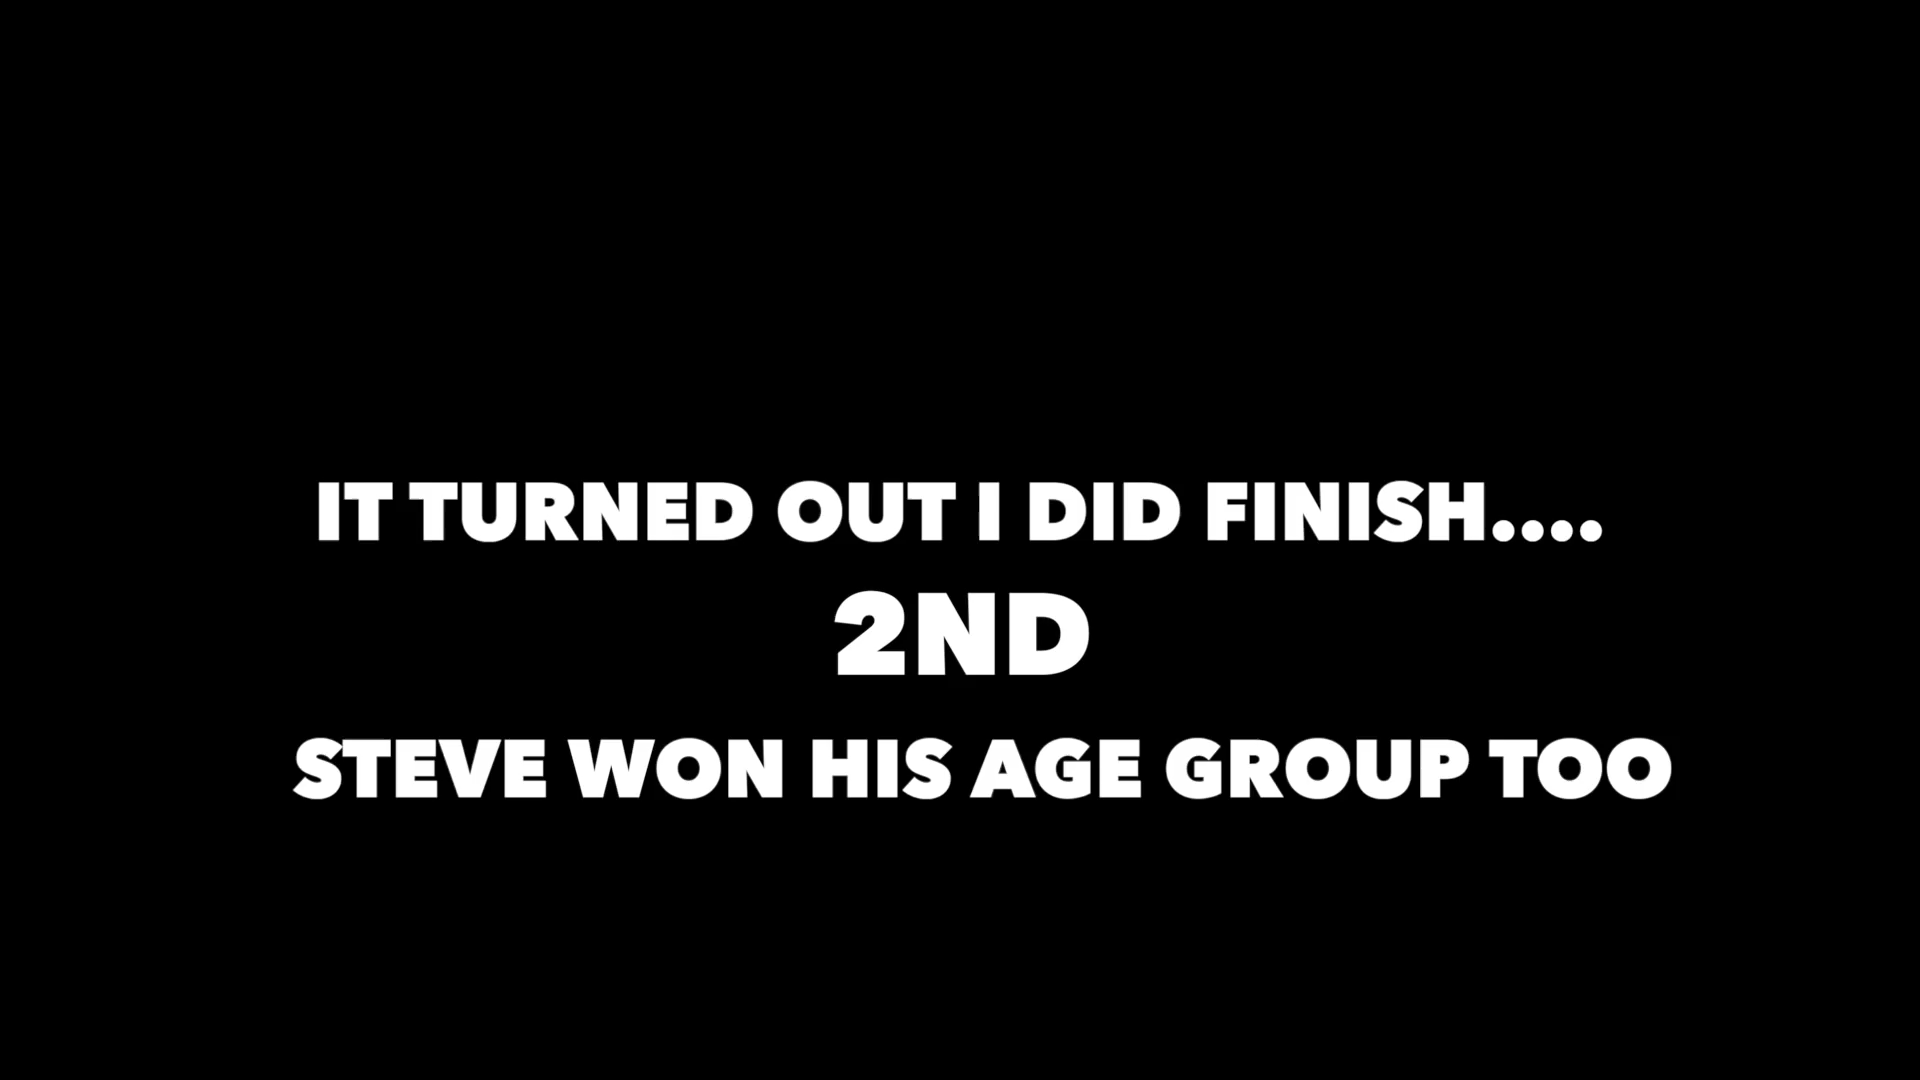 IT TURNED OUT I DID FINISH....
2ND
STEVE WON HIS AGE GROUP TOO